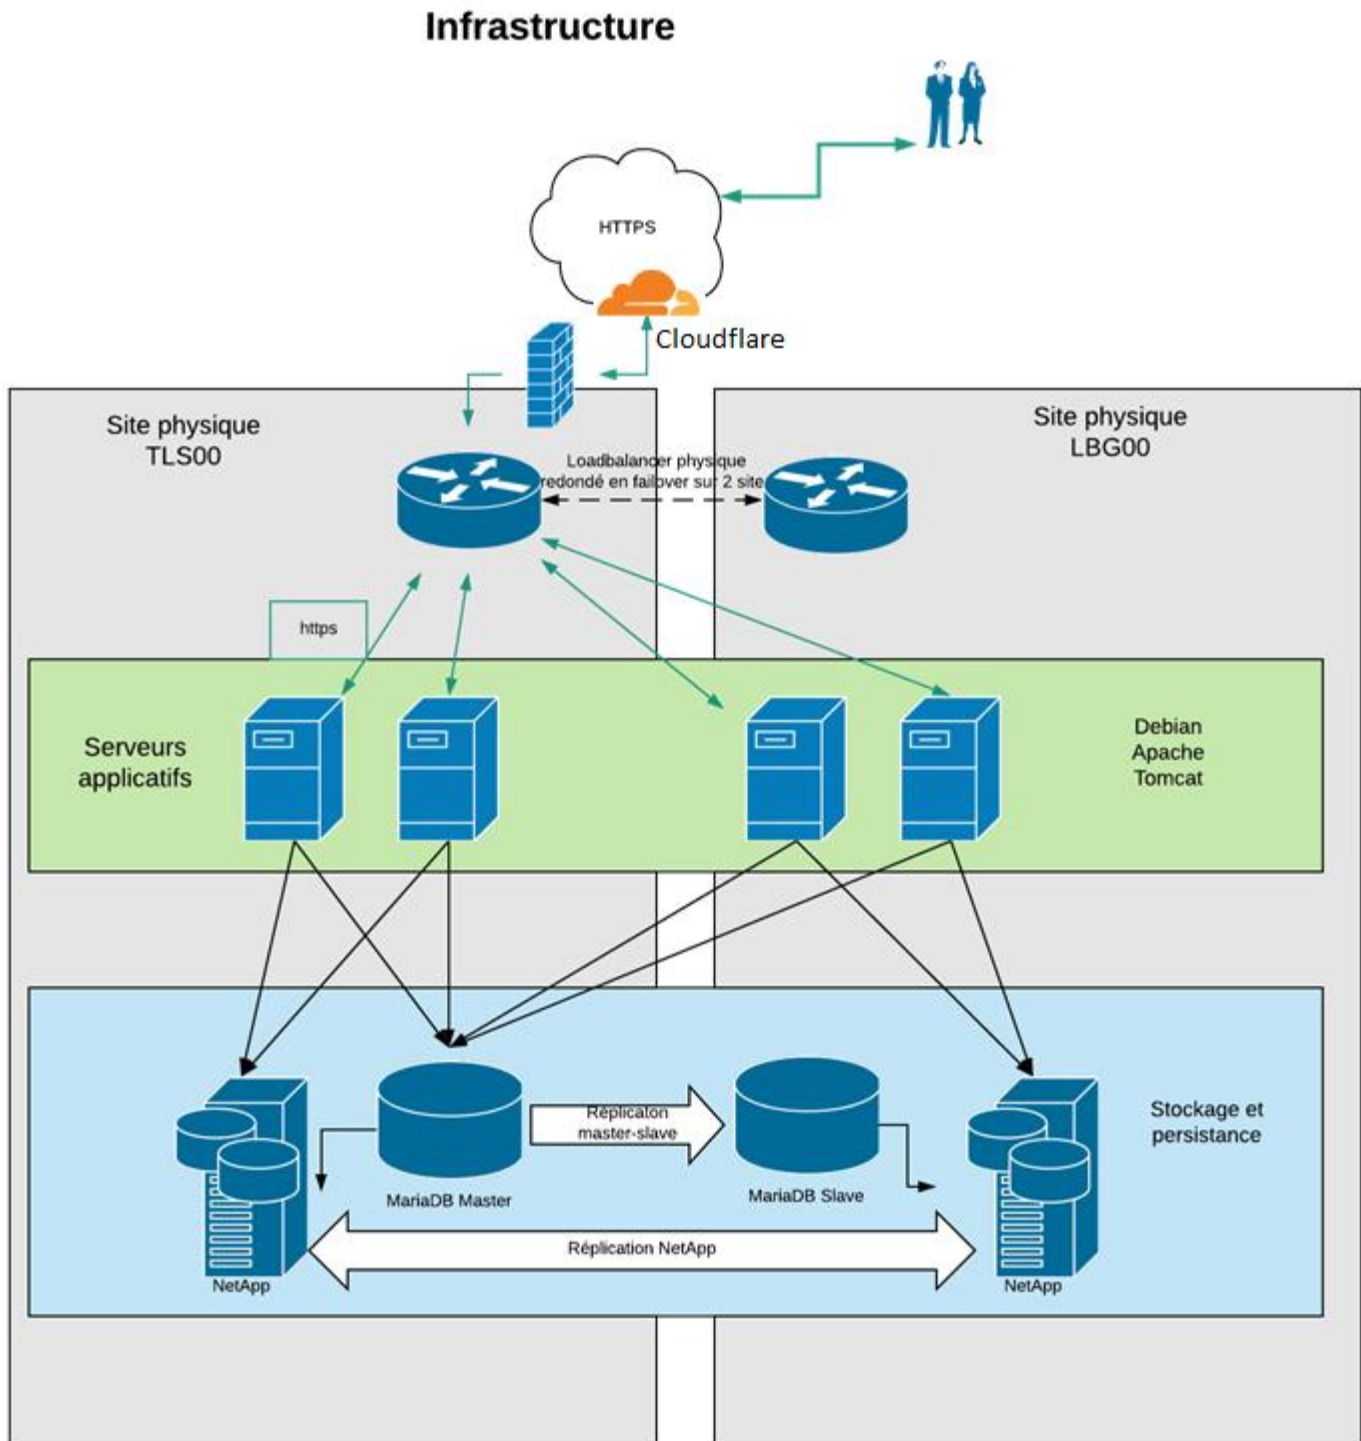 Infrastructure
HTTPS
Cloudflare
Site physique
TLS00
Site physique
LBG00
Loadbalancer physique
redondé en failover sur 2 site
https
Serveurs
applicatifs
Debian
Apache
Tomcat
Réplicaton
master-slave
Stockage et
persistance
MariaDB Master
MariaDB Slave
Réplication NetApp
NetApp
NetApp